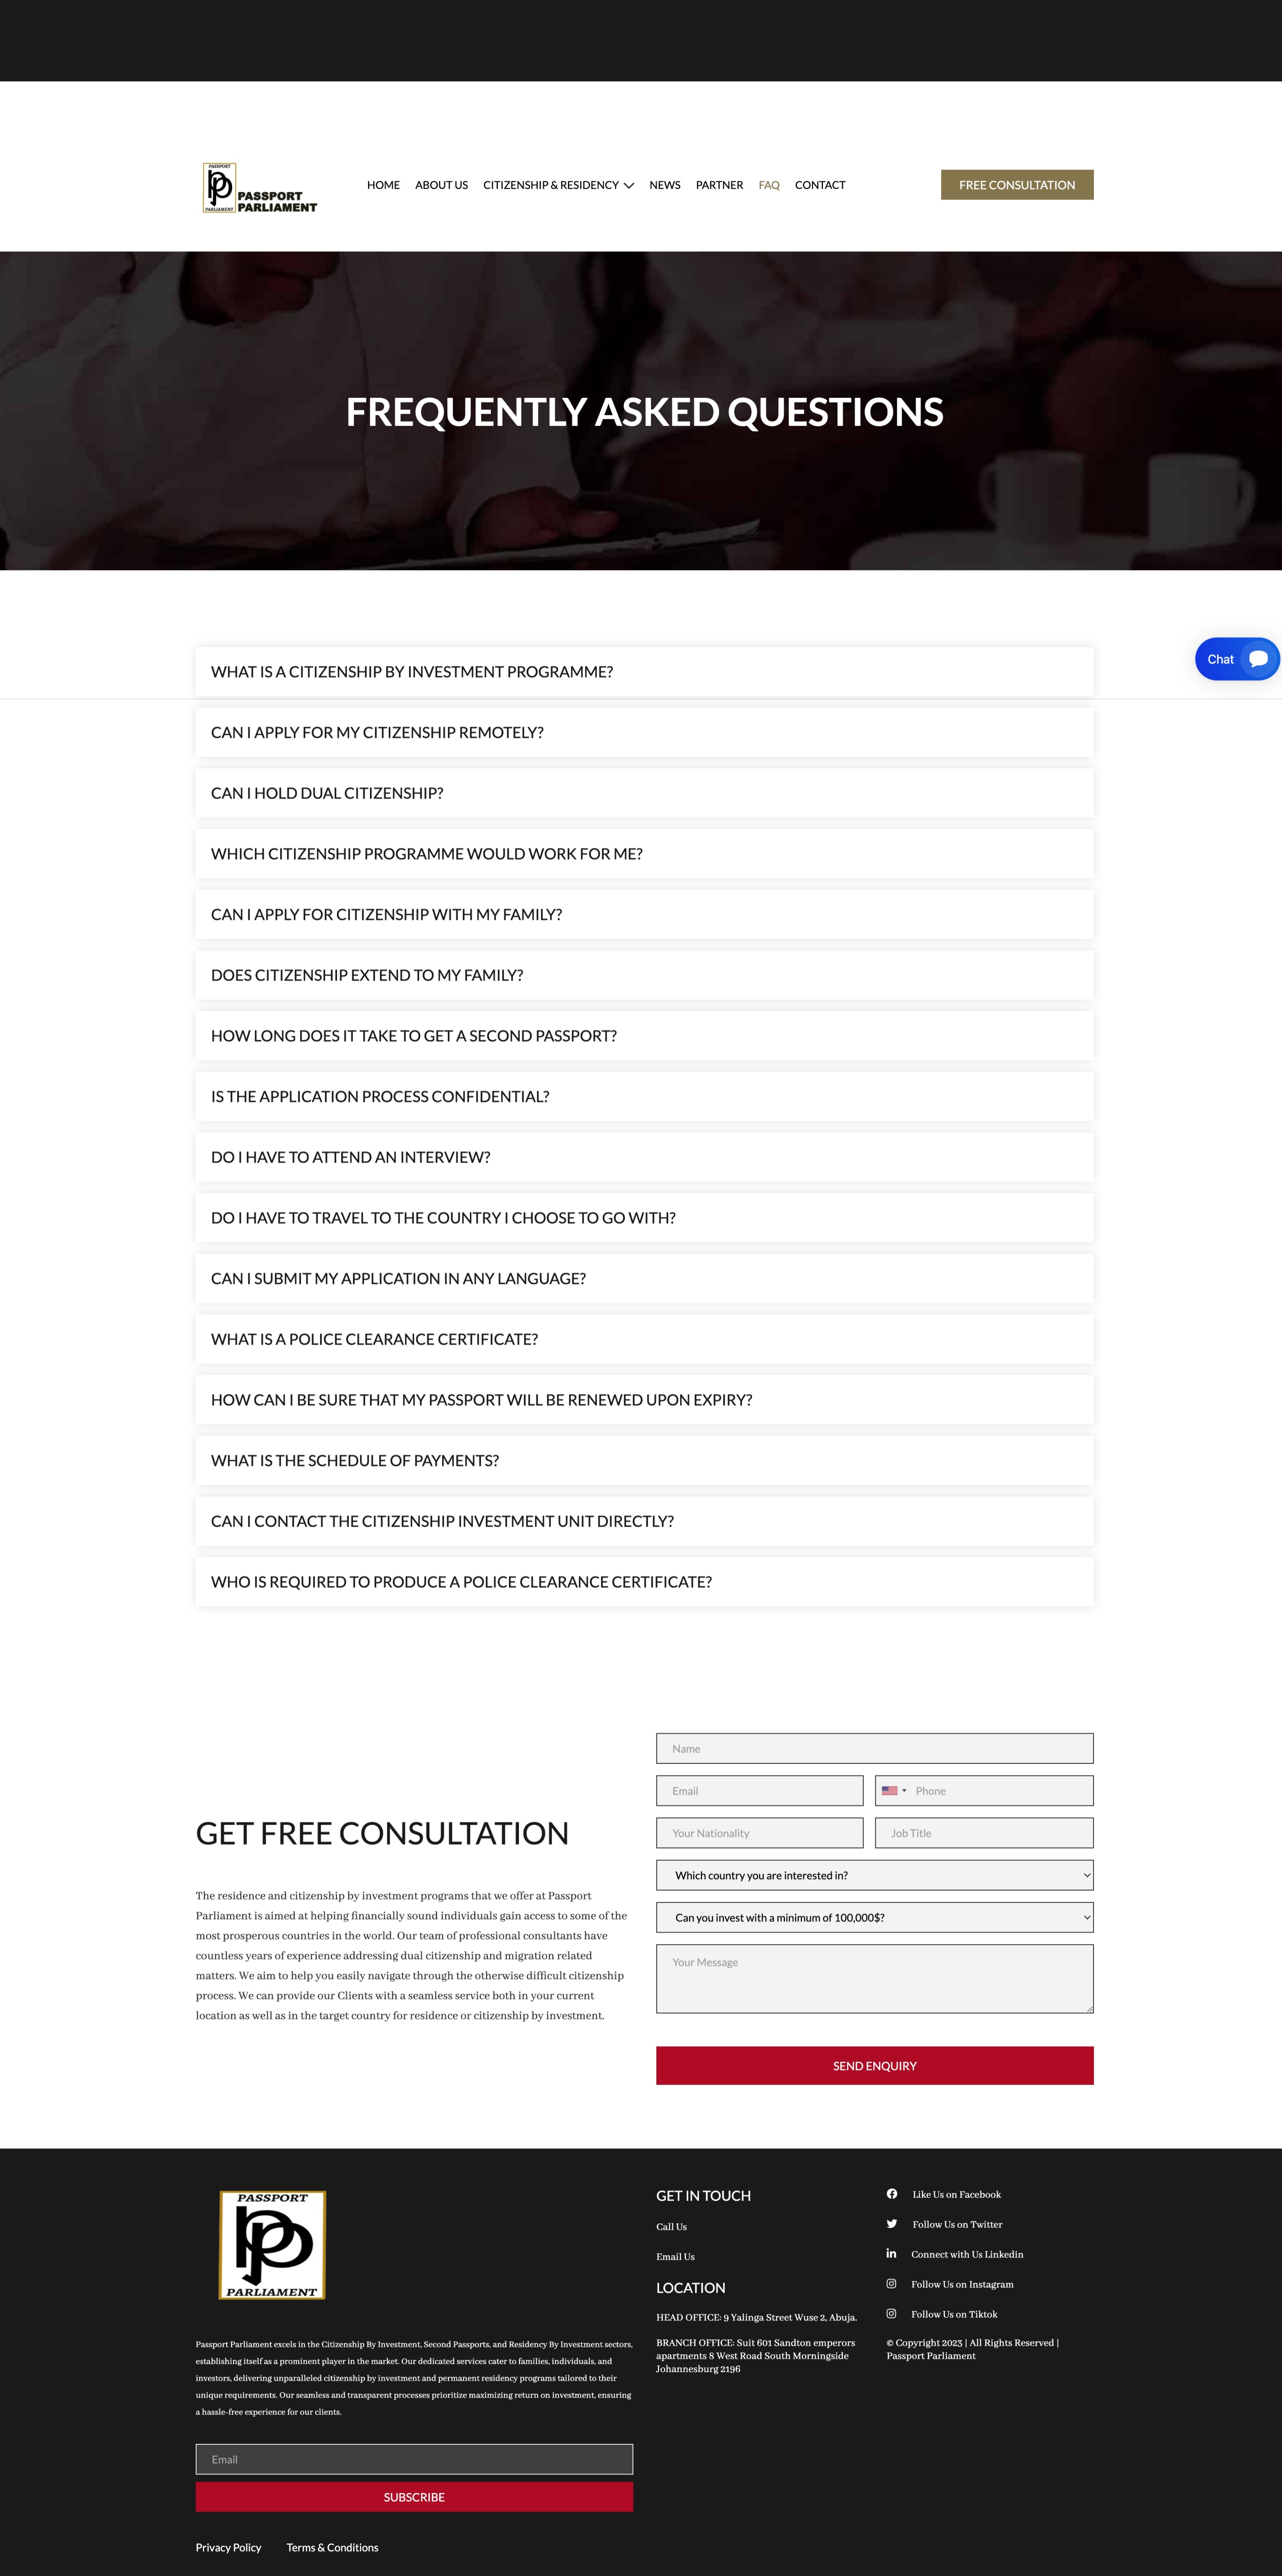 PASSPORT
PARLIAMENT
PASSPORT
PARLIAMENT
HOME
ABOUT US
CITIZENSHIP & RESIDENCY
NEWS
PARTNER
FAQ
CONTACT
FREE CONSULTATION
FREQUENTLY ASKED QUESTIONS
Chat
WHAT IS A CITIZENSHIP BY INVESTMENT PROGRAMME?
CAN I APPLY FOR MY CITIZENSHIP REMOTELY?
CAN I HOLD DUAL CITIZENSHIP?
WHICH CITIZENSHIP PROGRAMME WOULD WORK FOR ME?
CAN I APPLY FOR CITIZENSHIP WITH MY FAMILY?
DOES CITIZENSHIP EXTEND TO MY FAMILY?
HOW LONG DOES IT TAKE TO GET A SECOND PASSPORT?
IS THE APPLICATION PROCESS CONFIDENTIAL?
DO I HAVE TO ATTEND AN INTERVIEW?
DO I HAVE TO TRAVEL TO THE COUNTRY I CHOOSE TO GO WITH?
CAN I SUBMIT MY APPLICATION IN ANY LANGUAGE?
WHAT IS A POLICE CLEARANCE CERTIFICATE?
HOW CAN I BE SURE THAT MY PASSPORT WILL BE RENEWED UPON EXPIRY?
WHAT IS THE SCHEDULE OF PAYMENTS?
CAN I CONTACT THE CITIZENSHIP INVESTMENT UNIT DIRECTLY?
WHO IS REQUIRED TO PRODUCE A POLICE CLEARANCE CERTIFICATE?
GET FREE CONSULTATION
The residence and citizenship by investment programs that we offer at Passport
Parliament is aimed at helping financially sound individuals gain access to some of the
most prosperous countries in the world. Our team of professional consultants have
countless years of experience addressing dual citizenship and migration related
matters. We aim to help you easily navigate through the otherwise difficult citizenship
process. We can provide our Clients with a seamless service both in your current
location as well as in the target country for residence or citizenship by investment.
Name
Email
Phone
Your Nationality
Job Title
Which country you are interested in?
Can you invest with a minimum of 100,000$?
Your Message
SEND ENQUIRY
PASSPORT
PARLIAMENT
Passport Parliament excels in the Citizenship By Investment, Second Passports, and Residency By Investment sectors,
establishing itself as a prominent player in the market. Our dedicated services cater to families, individuals, and
investors, delivering unparalleled citizenship by investment and permanent residency programs tailored to their
unique requirements. Our seamless and transparent processes prioritize maximizing return on investment, ensuring
a hassle-free experience for our clients.
Email
SUBSCRIBE
Privacy Policy
Terms & Conditions
GET IN TOUCH
Call Us
Email Us
LOCATION
HEAD OFFICE: 9 Yalinga Street Wuse 2, Abuja.
BRANCH OFFICE: Suit 601 Sandton emperors
apartments 8 West Road South Morningside
Johannesburg 2196
Like Us on Facebook
Follow Us on Twitter
Connect with Us Linkedin
Follow Us on Instagram
Follow Us on Tiktok
© Copyright 2023 | All Rights Reserved |
Passport Parliament